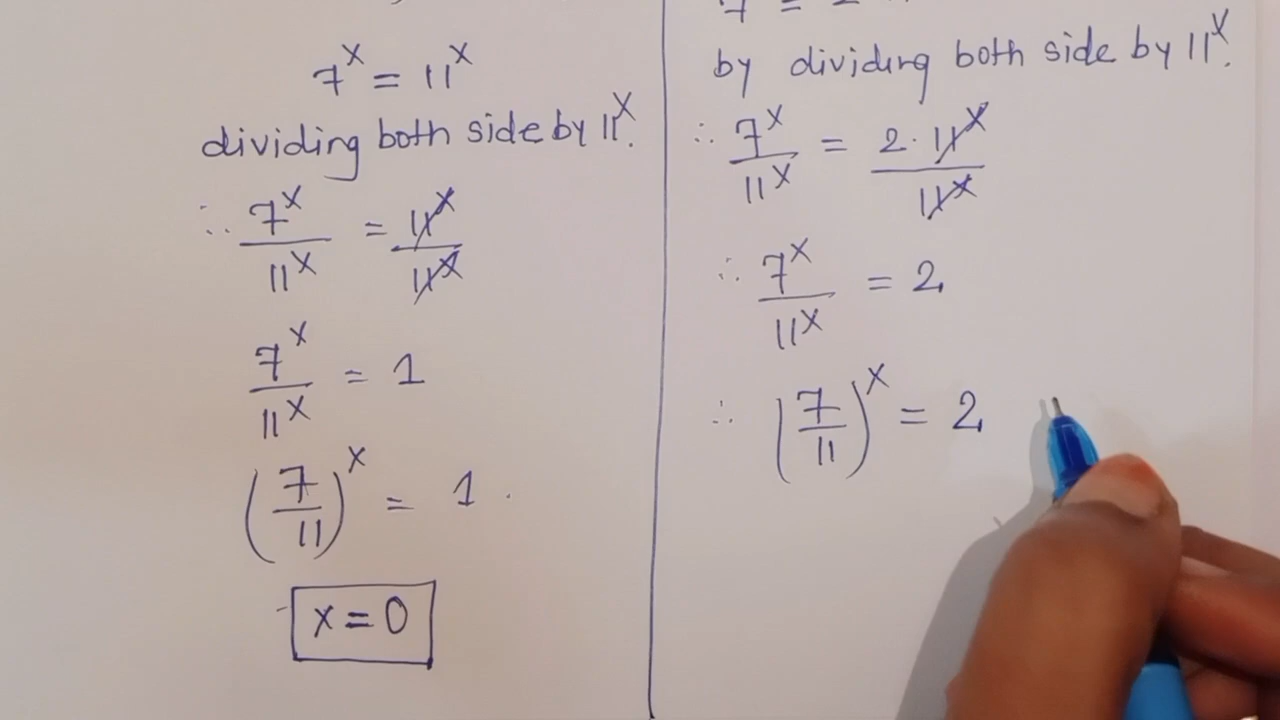 7^x = 11^x
dividing both side by 11^x.
∴ 7^x/11^x = 11^x/11^x
7^x/11^x = 1
(7/11)^x = 1.
x = 0
by dividing both side by 11^x.
∴ 7^x/11^x = 2·11^x/11^x
∴ 7^x/11^x = 2
∴ (7/11)^x = 2